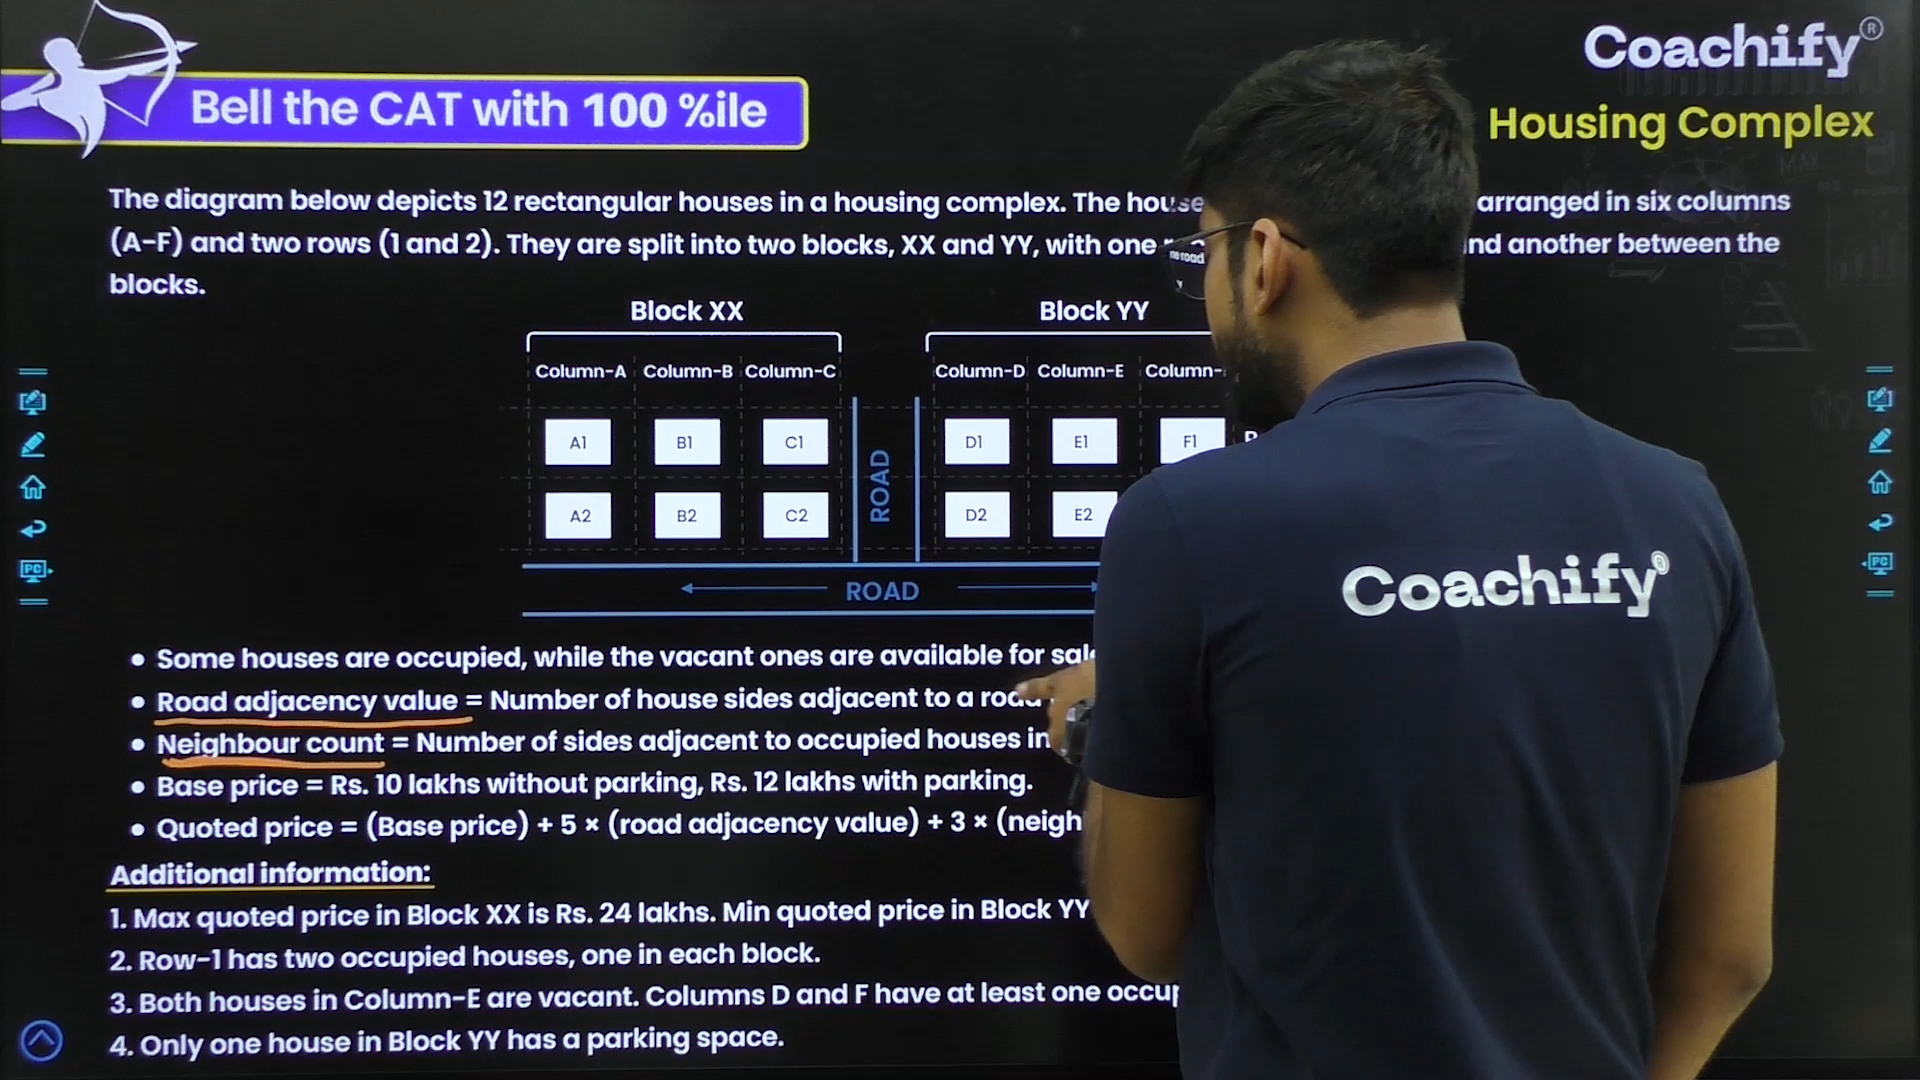 Coachify®
Bell the CAT with 100 %ile
Housing Complex
The diagram below depicts 12 rectangular houses in a housing complex. The house arranged in six columns
(A-F) and two rows (1 and 2). They are split into two blocks, XX and YY, with one and another between the
blocks.
Block XX Block YY
Column-A Column-B Column-C Column-D Column-E Column-
A1 B1 C1 D1 E1 F1
ROAD
A2 B2 C2 D2 E2
ROAD
Coachify®
• Some houses are occupied, while the vacant ones are available for sale
• Road adjacency value = Number of house sides adjacent to a road
• Neighbour count = Number of sides adjacent to occupied houses in
• Base price = Rs. 10 lakhs without parking, Rs. 12 lakhs with parking.
• Quoted price = (Base price) + 5 × (road adjacency value) + 3 × (neigh
Additional information:
1. Max quoted price in Block XX is Rs. 24 lakhs. Min quoted price in Block YY
2. Row-1 has two occupied houses, one in each block.
3. Both houses in Column-E are vacant. Columns D and F have at least one occup
4. Only one house in Block YY has a parking space.
PC
PC